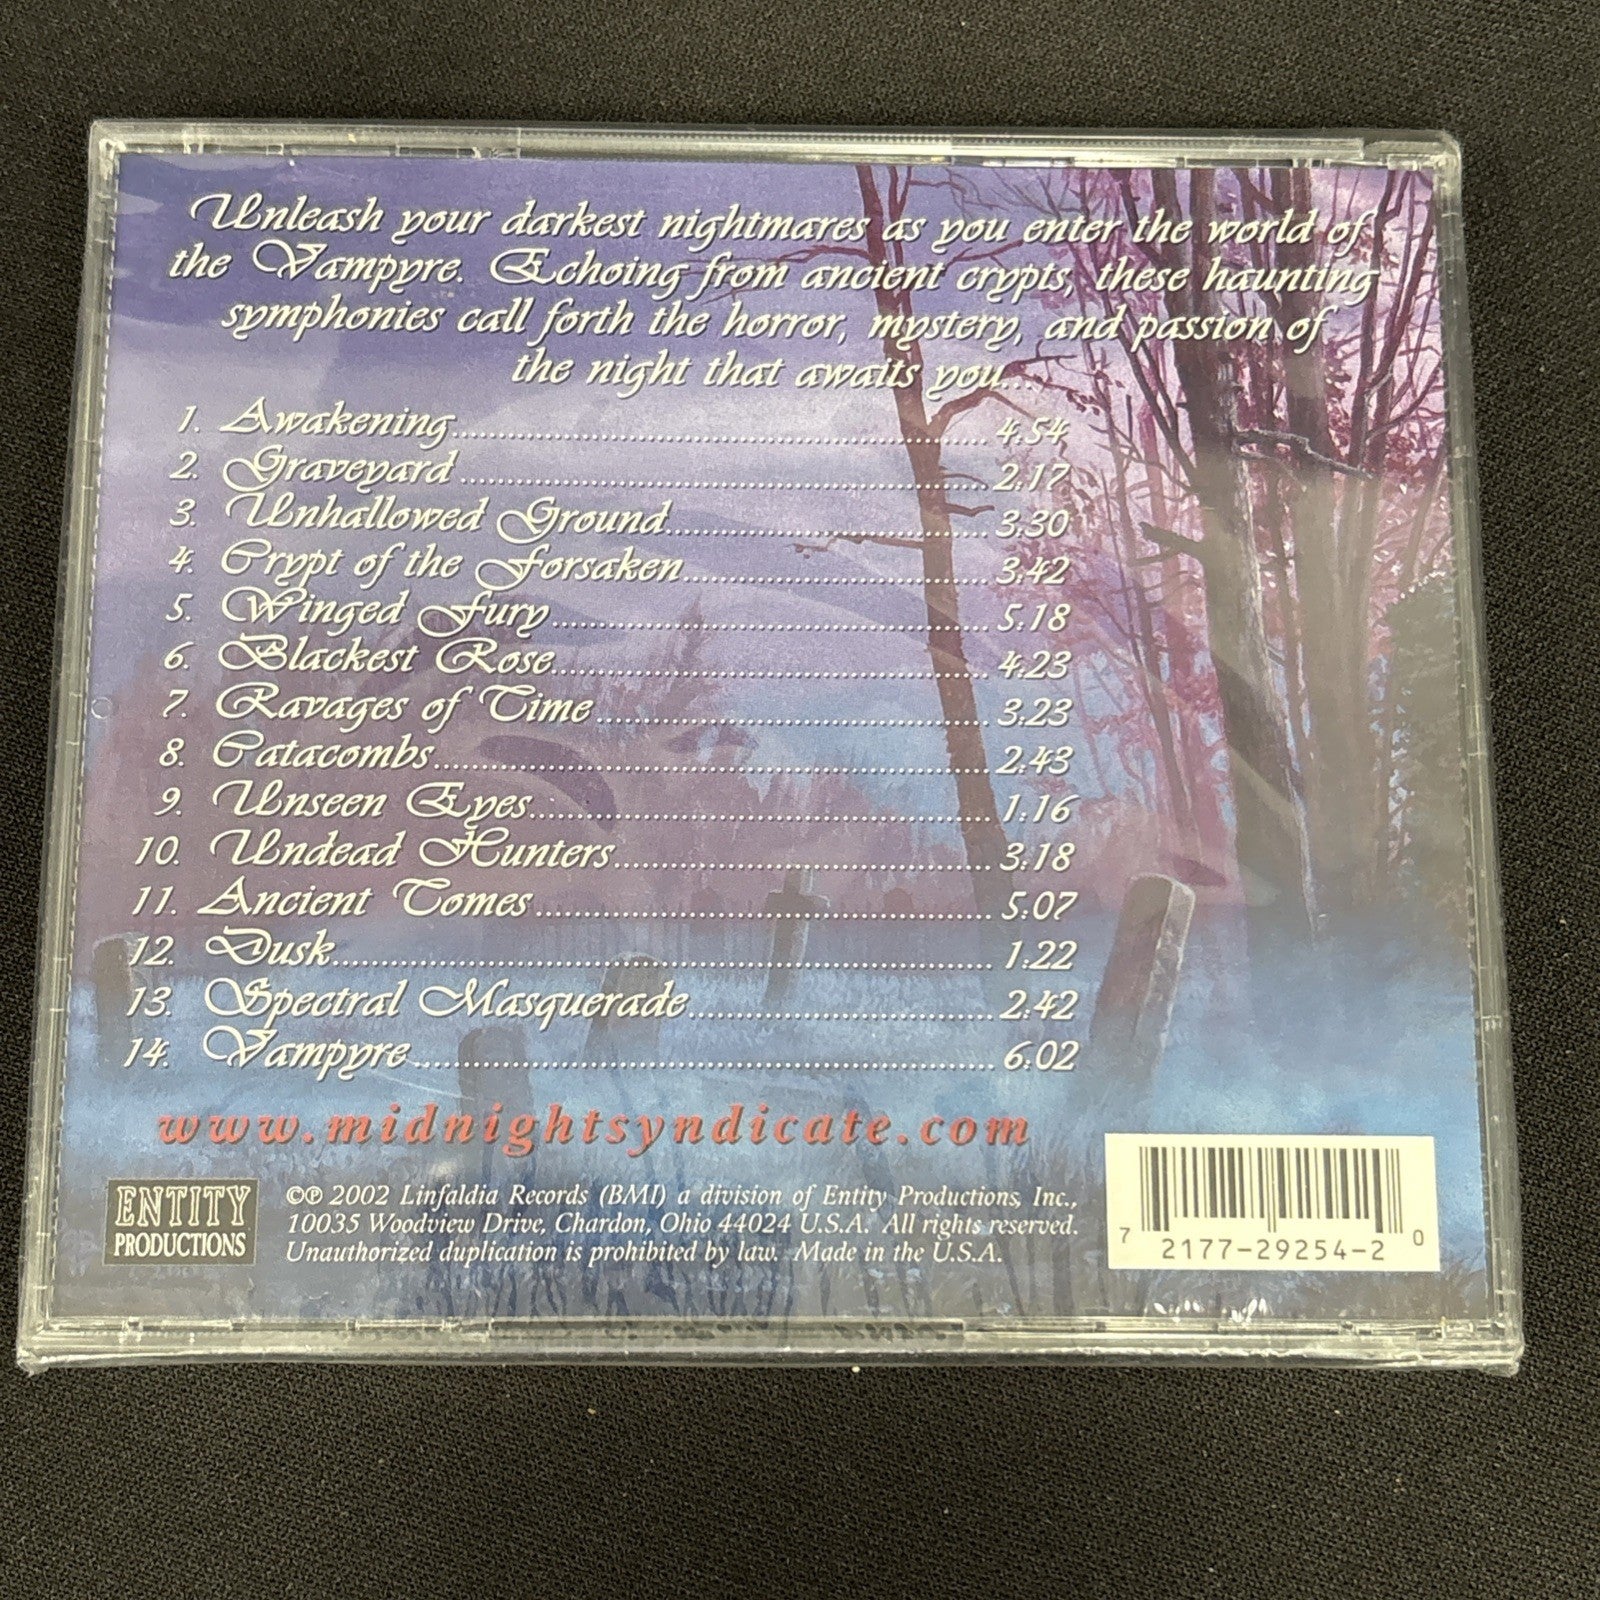 Unleash your darkest nightmares as you enter the world of
the Vampyre. Echoing from ancient crypts, these haunting
symphonies call forth the horror, mystery, and passion of
the night that awaits you...
1. Awakening 4:54
2. Graveyard 2:17
3. Unhallowed Ground 3:30
4. Crypt of the Forsaken 3:42
5. Winged Fury 5:18
6. Blackest Rose 4:23
7. Ravages of Time 3:23
8. Catacombs 2:43
9. Unseen Eyes 1:16
10. Undead Hunters 3:18
11. Ancient Tomes 5:07
12. Dusk 1:22
13. Spectral Masquerade 2:42
14. Vampyre 6:02
www.midnightsyndicate.com
ENTITY
PRODUCTIONS
©℗ 2002 Linfaldia Records (BMI) a division of Entity Productions, Inc.,
10035 Woodview Drive, Chardon, Ohio 44024 U.S.A. All rights reserved.
Unauthorized duplication is prohibited by law. Made in the U.S.A.
7 2177-29254-2 0